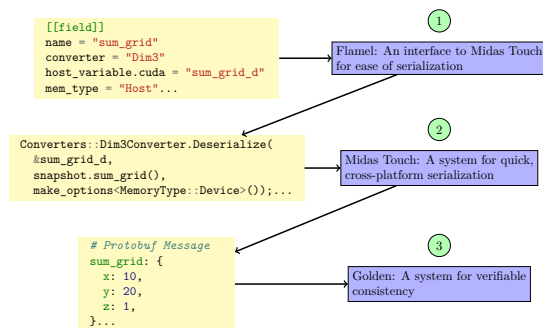 [[field]]
name = "sum_grid"
converter = "Dim3"
host_variable.cuda = "sum_grid_d"
mem_type = "Host"...
1
Flamel: An interface to Midas Touch
for ease of serialization
Converters::Dim3Converter.Deserialize(
&sum_grid_d,
snapshot.sum_grid(),
make_options<MemoryType::Device>());...
2
Midas Touch: A system for quick,
cross-platform serialization
# Protobuf Message
sum_grid: {
x: 10,
y: 20,
z: 1,
}...
3
Golden: A system for verifiable
consistency